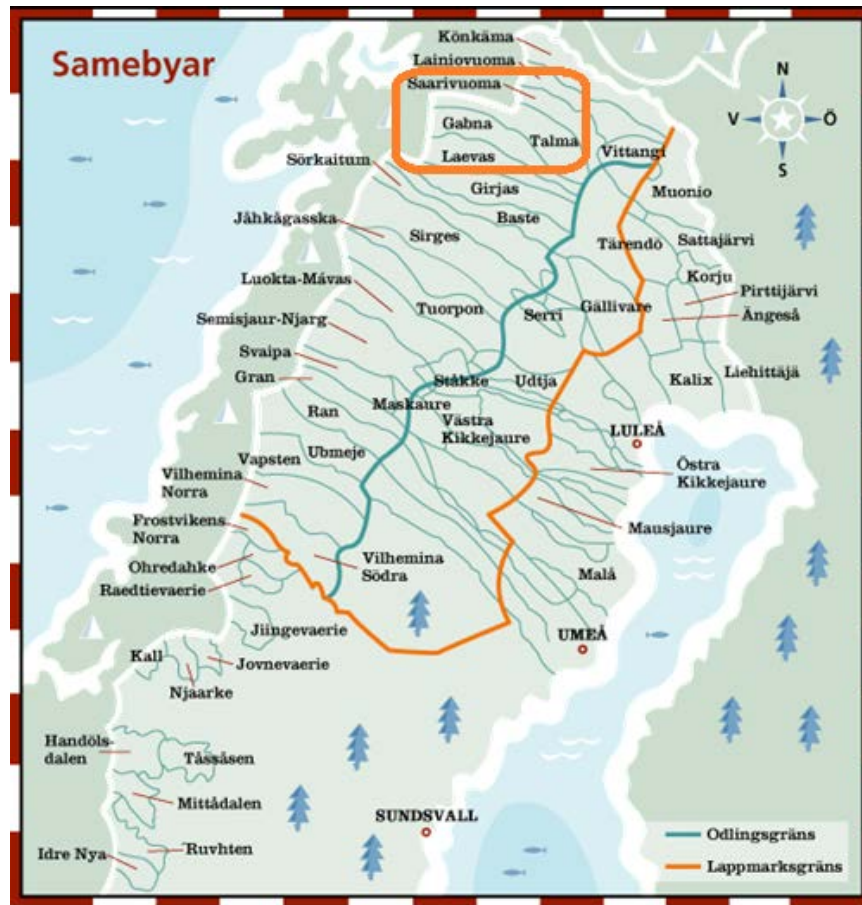 Samebyar
Könkämä
Lainiovuoma
Saarivuoma
Gabna
Talma
Laevas
Vittangi
Sörkaitum
Girjas
Muonio
Baste
Jåhkågasska
Sirges
Tärendö
Sattajärvi
Luokta-Mávas
Korju
Pirttijärvi
Tuorpon
Serri
Gällivare
Ängeså
Semisjaur-Njarg
Svaipa
Gran
Ståkke
Udtja
Kalix
Liehittäjä
Ran
Maskaure
Västra
Kikkejaure
LULEÅ
Vapsten
Ubmeje
Östra
Kikkejaure
Vilhemina
Norra
Mausjaure
Frostvikens
Norra
Vilhemina
Södra
Ohredahke
Raedtievaerie
Malå
Jiingevaerie
UMEÅ
Kall
Jovnevaerie
Njaarke
Handöls-
dalen
Tåssåsen
Mittådalen
SUNDSVALL
Idre Nya
Ruvhten
Odlingsgräns
Lappmarksgräns
N
V
Ö
S